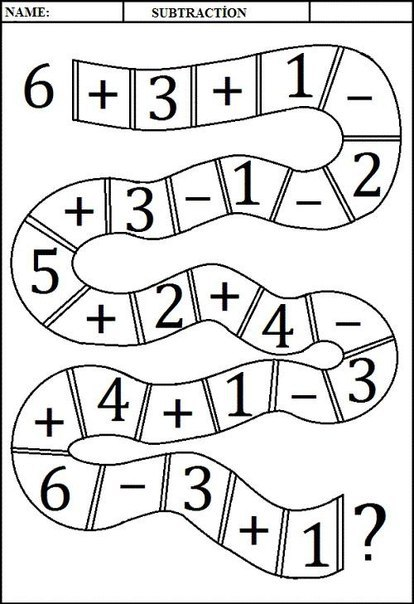 NAME: SUBTRACTİON
6 + 3 + 1 −
2
+ 3 − 1 −
5
+ 2 + 4 −
3
+ 4 + 1 −
6 − 3 + 1 ?